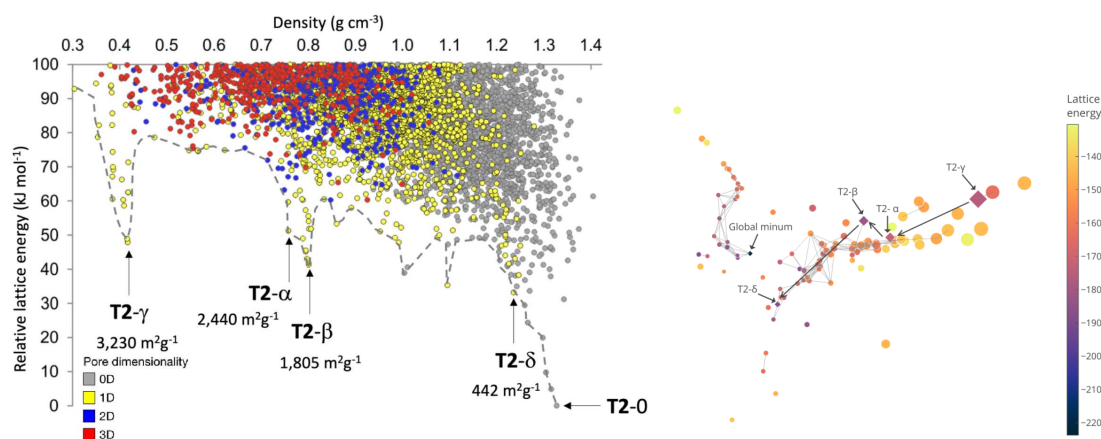 Density (g cm-3)
0.3 0.4 0.5 0.6 0.7 0.8 0.9 1.0 1.1 1.2 1.3 1.4
Relative lattice energy (kJ mol-1)
100
90
80
70
60
50
40
30
20
10
0
T2-γ
3,230 m2g-1
T2-α
2,440 m2g-1
T2-β
1,805 m2g-1
T2-δ
442 m2g-1
T2-0
Pore dimensionality
0D
1D
2D
3D
T2-γ
T2-β
T2- α
Global minum
T2-δ
Lattice
energy
−140
−150
−160
−170
−180
−190
−200
−210
−220